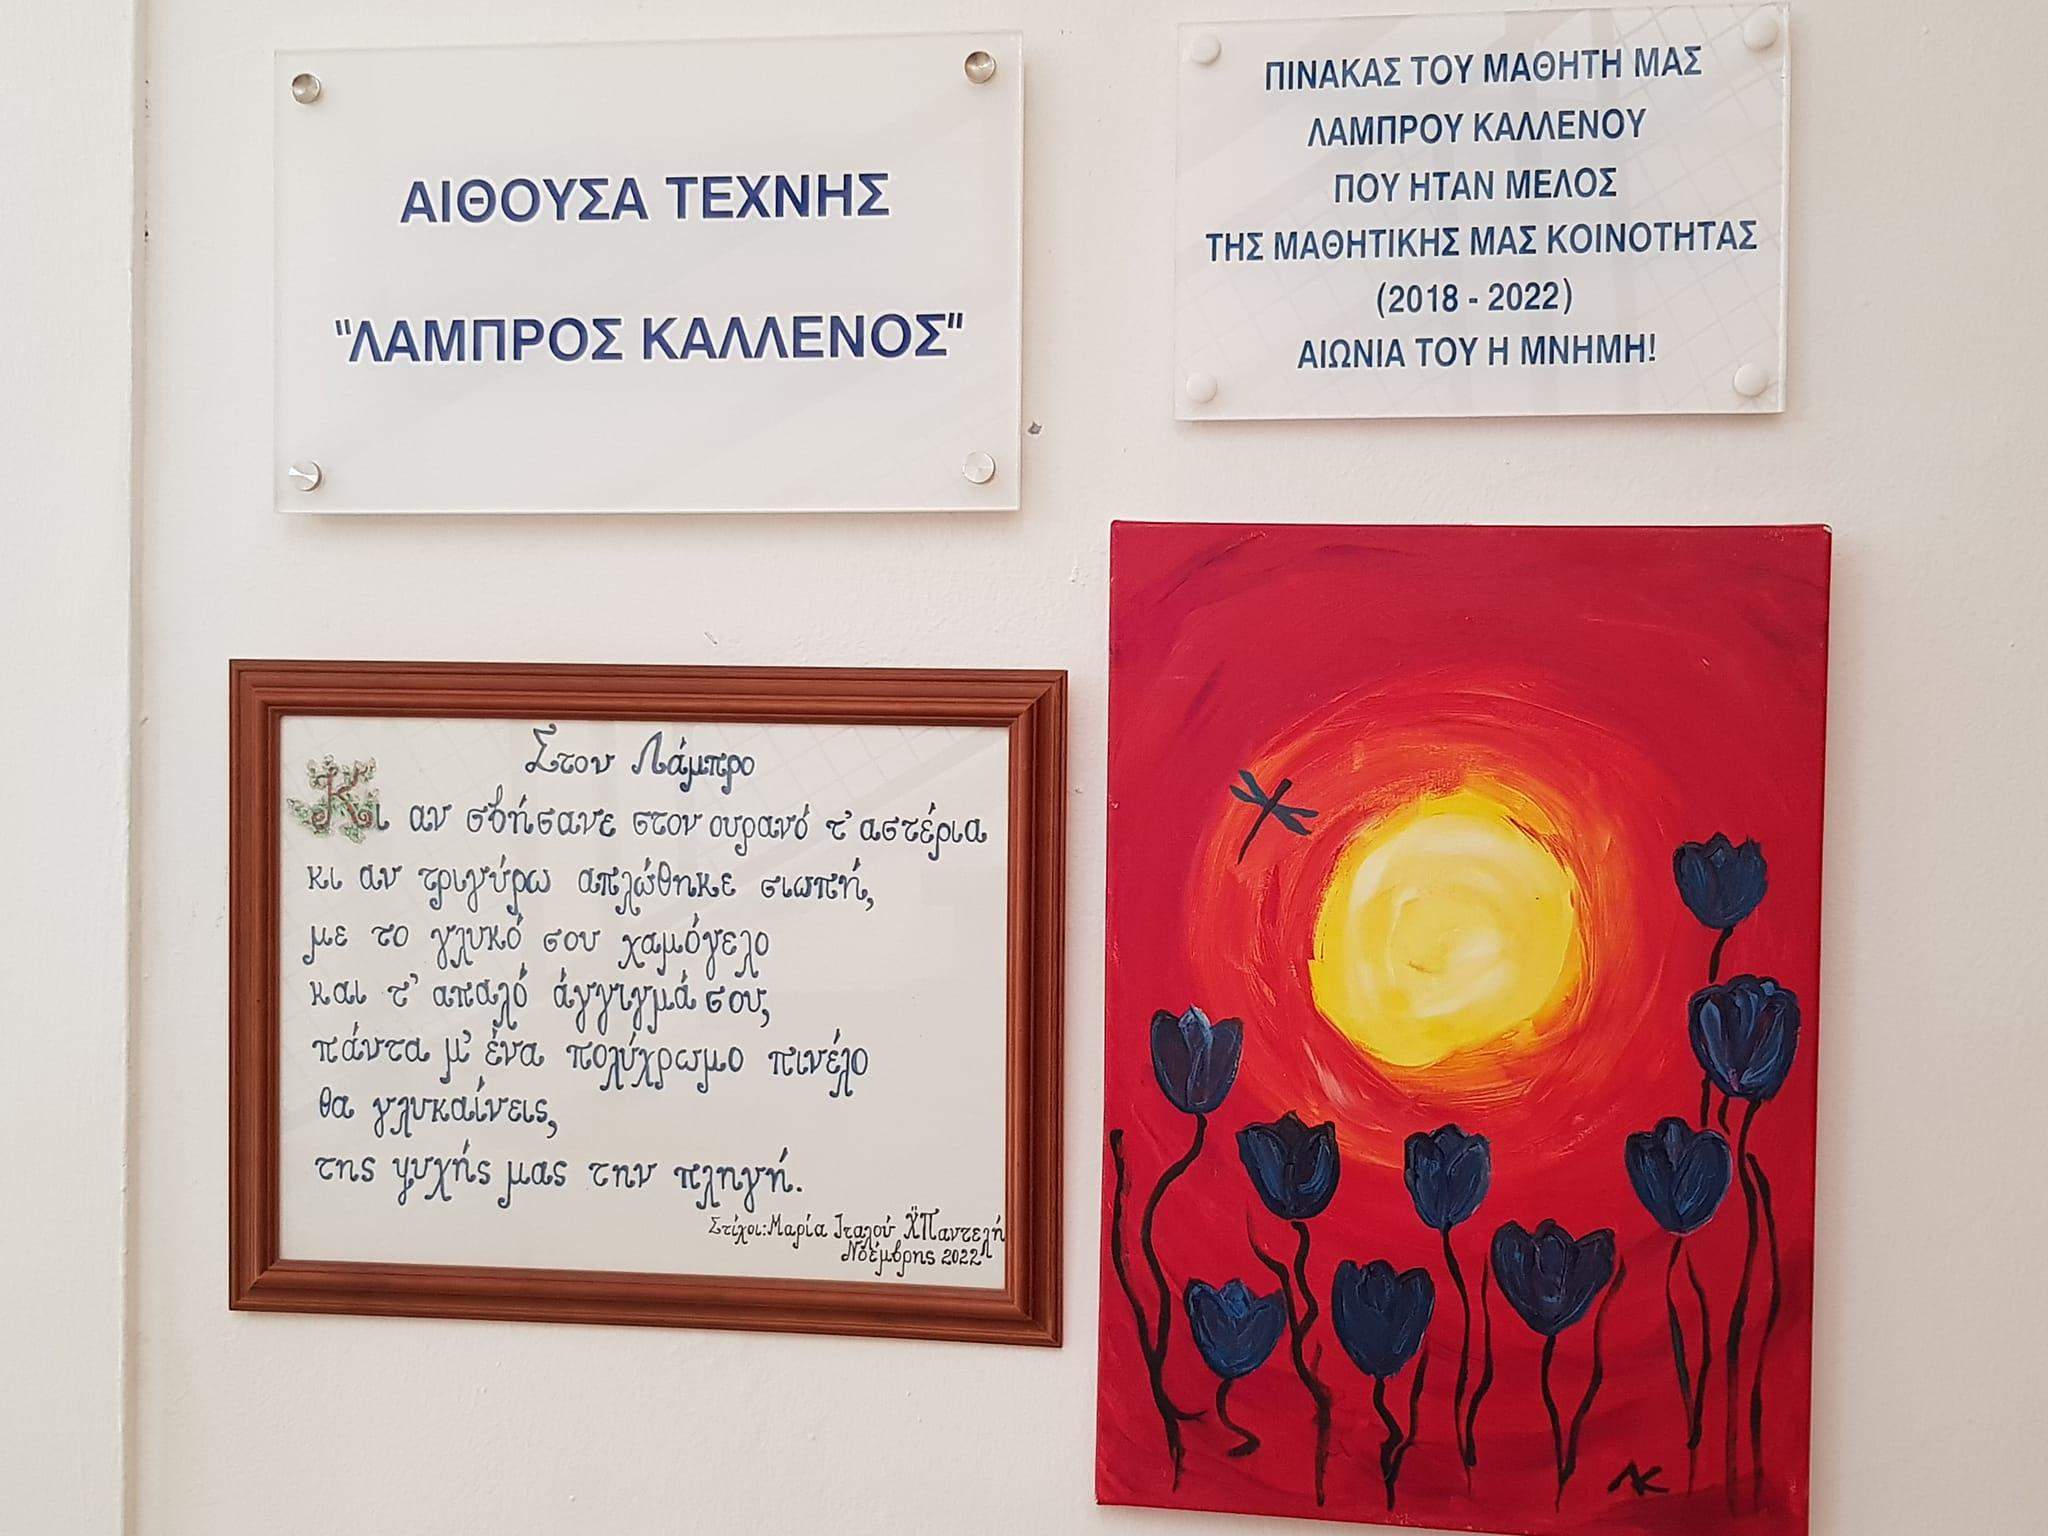 ΑΙΘΟΥΣΑ ΤΕΧΝΗΣ
"ΛΑΜΠΡΟΣ ΚΑΛΛΕΝΟΣ"
ΠΙΝΑΚΑΣ ΤΟΥ ΜΑΘΗΤΗ ΜΑΣ
ΛΑΜΠΡΟΥ ΚΑΛΛΕΝΟΥ
ΠΟΥ ΗΤΑΝ ΜΕΛΟΣ
ΤΗΣ ΜΑΘΗΤΙΚΗΣ ΜΑΣ ΚΟΙΝΟΤΗΤΑΣ
(2018 - 2022)
ΑΙΩΝΙΑ ΤΟΥ Η ΜΝΗΜΗ!
Στον Λάμπρο
Κι αν σβήσανε στον ουρανό τ' αστέρια
κι αν τριγύρω απλώθηκε σιωπή,
με το γλυκό σου χαμόγελο
και τ' απαλό άγγιγμά σου,
πάντα μ' ένα πολύχρωμο πινέλο
θα γλυκαίνεις,
της ψυχής μας την πληγή.
Στίχοι: Μαρία Ιταλού ΧʺΠαντελή
Νοέμβρης 2022
ΛΚ